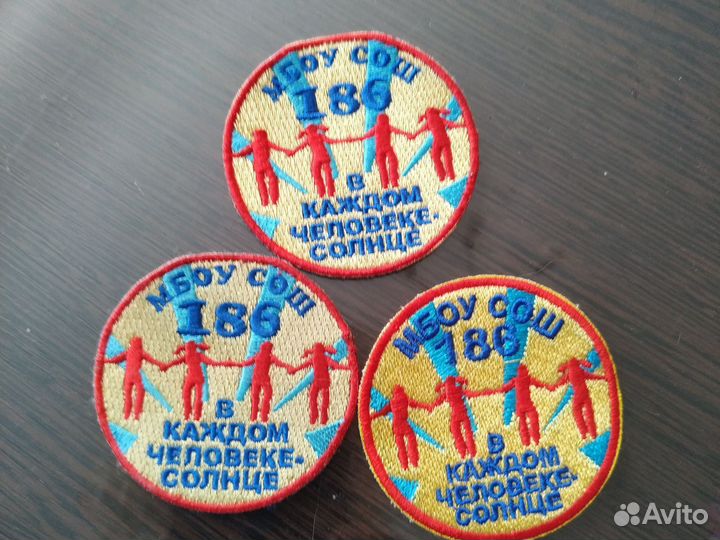 МБОУ СОШ
186
В
КАЖДОМ
ЧЕЛОВЕКЕ-
СОЛНЦЕ
МБОУ СОШ
186
В
КАЖДОМ
ЧЕЛОВЕКЕ-
СОЛНЦЕ
МБОУ СОШ
186
В
КАЖДОМ
ЧЕЛОВЕКЕ-
СОЛНЦЕ
Avito